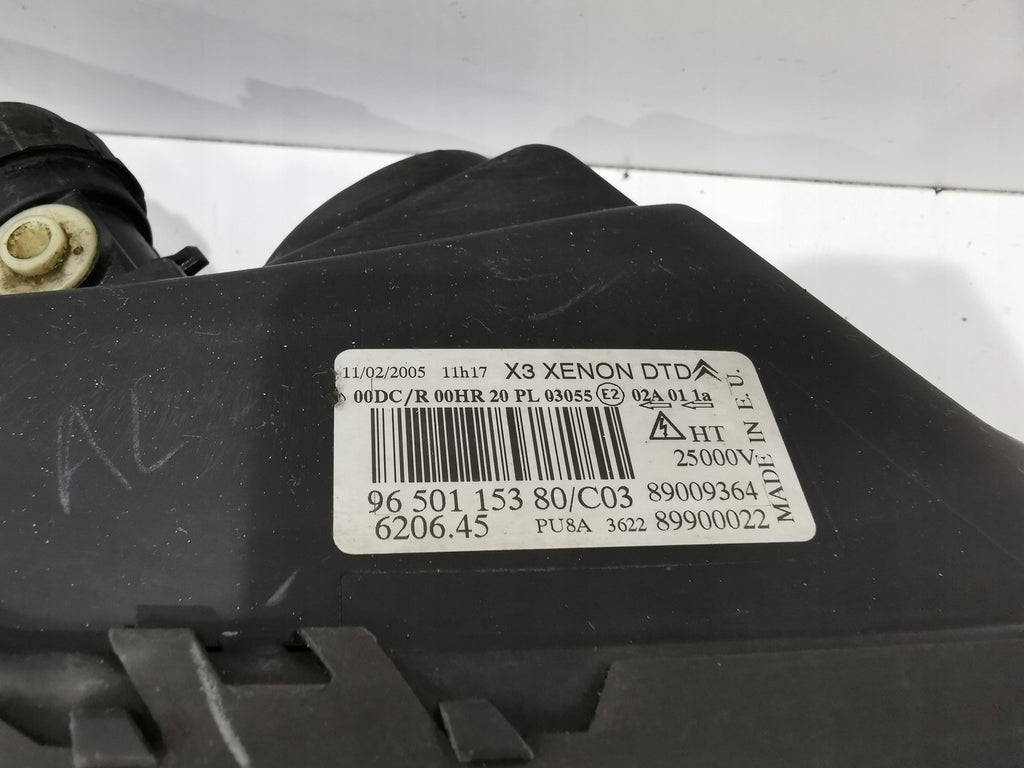 11/02/2005 11h17 X3 XENON DTD
00DC/R 00HR 20 PL 03055 E2 02A 01 1a
HT
25000V
96 501 153 80/C03 89009364
6206.45 PU8A 3622 89900022
MADE IN E.U.
AL